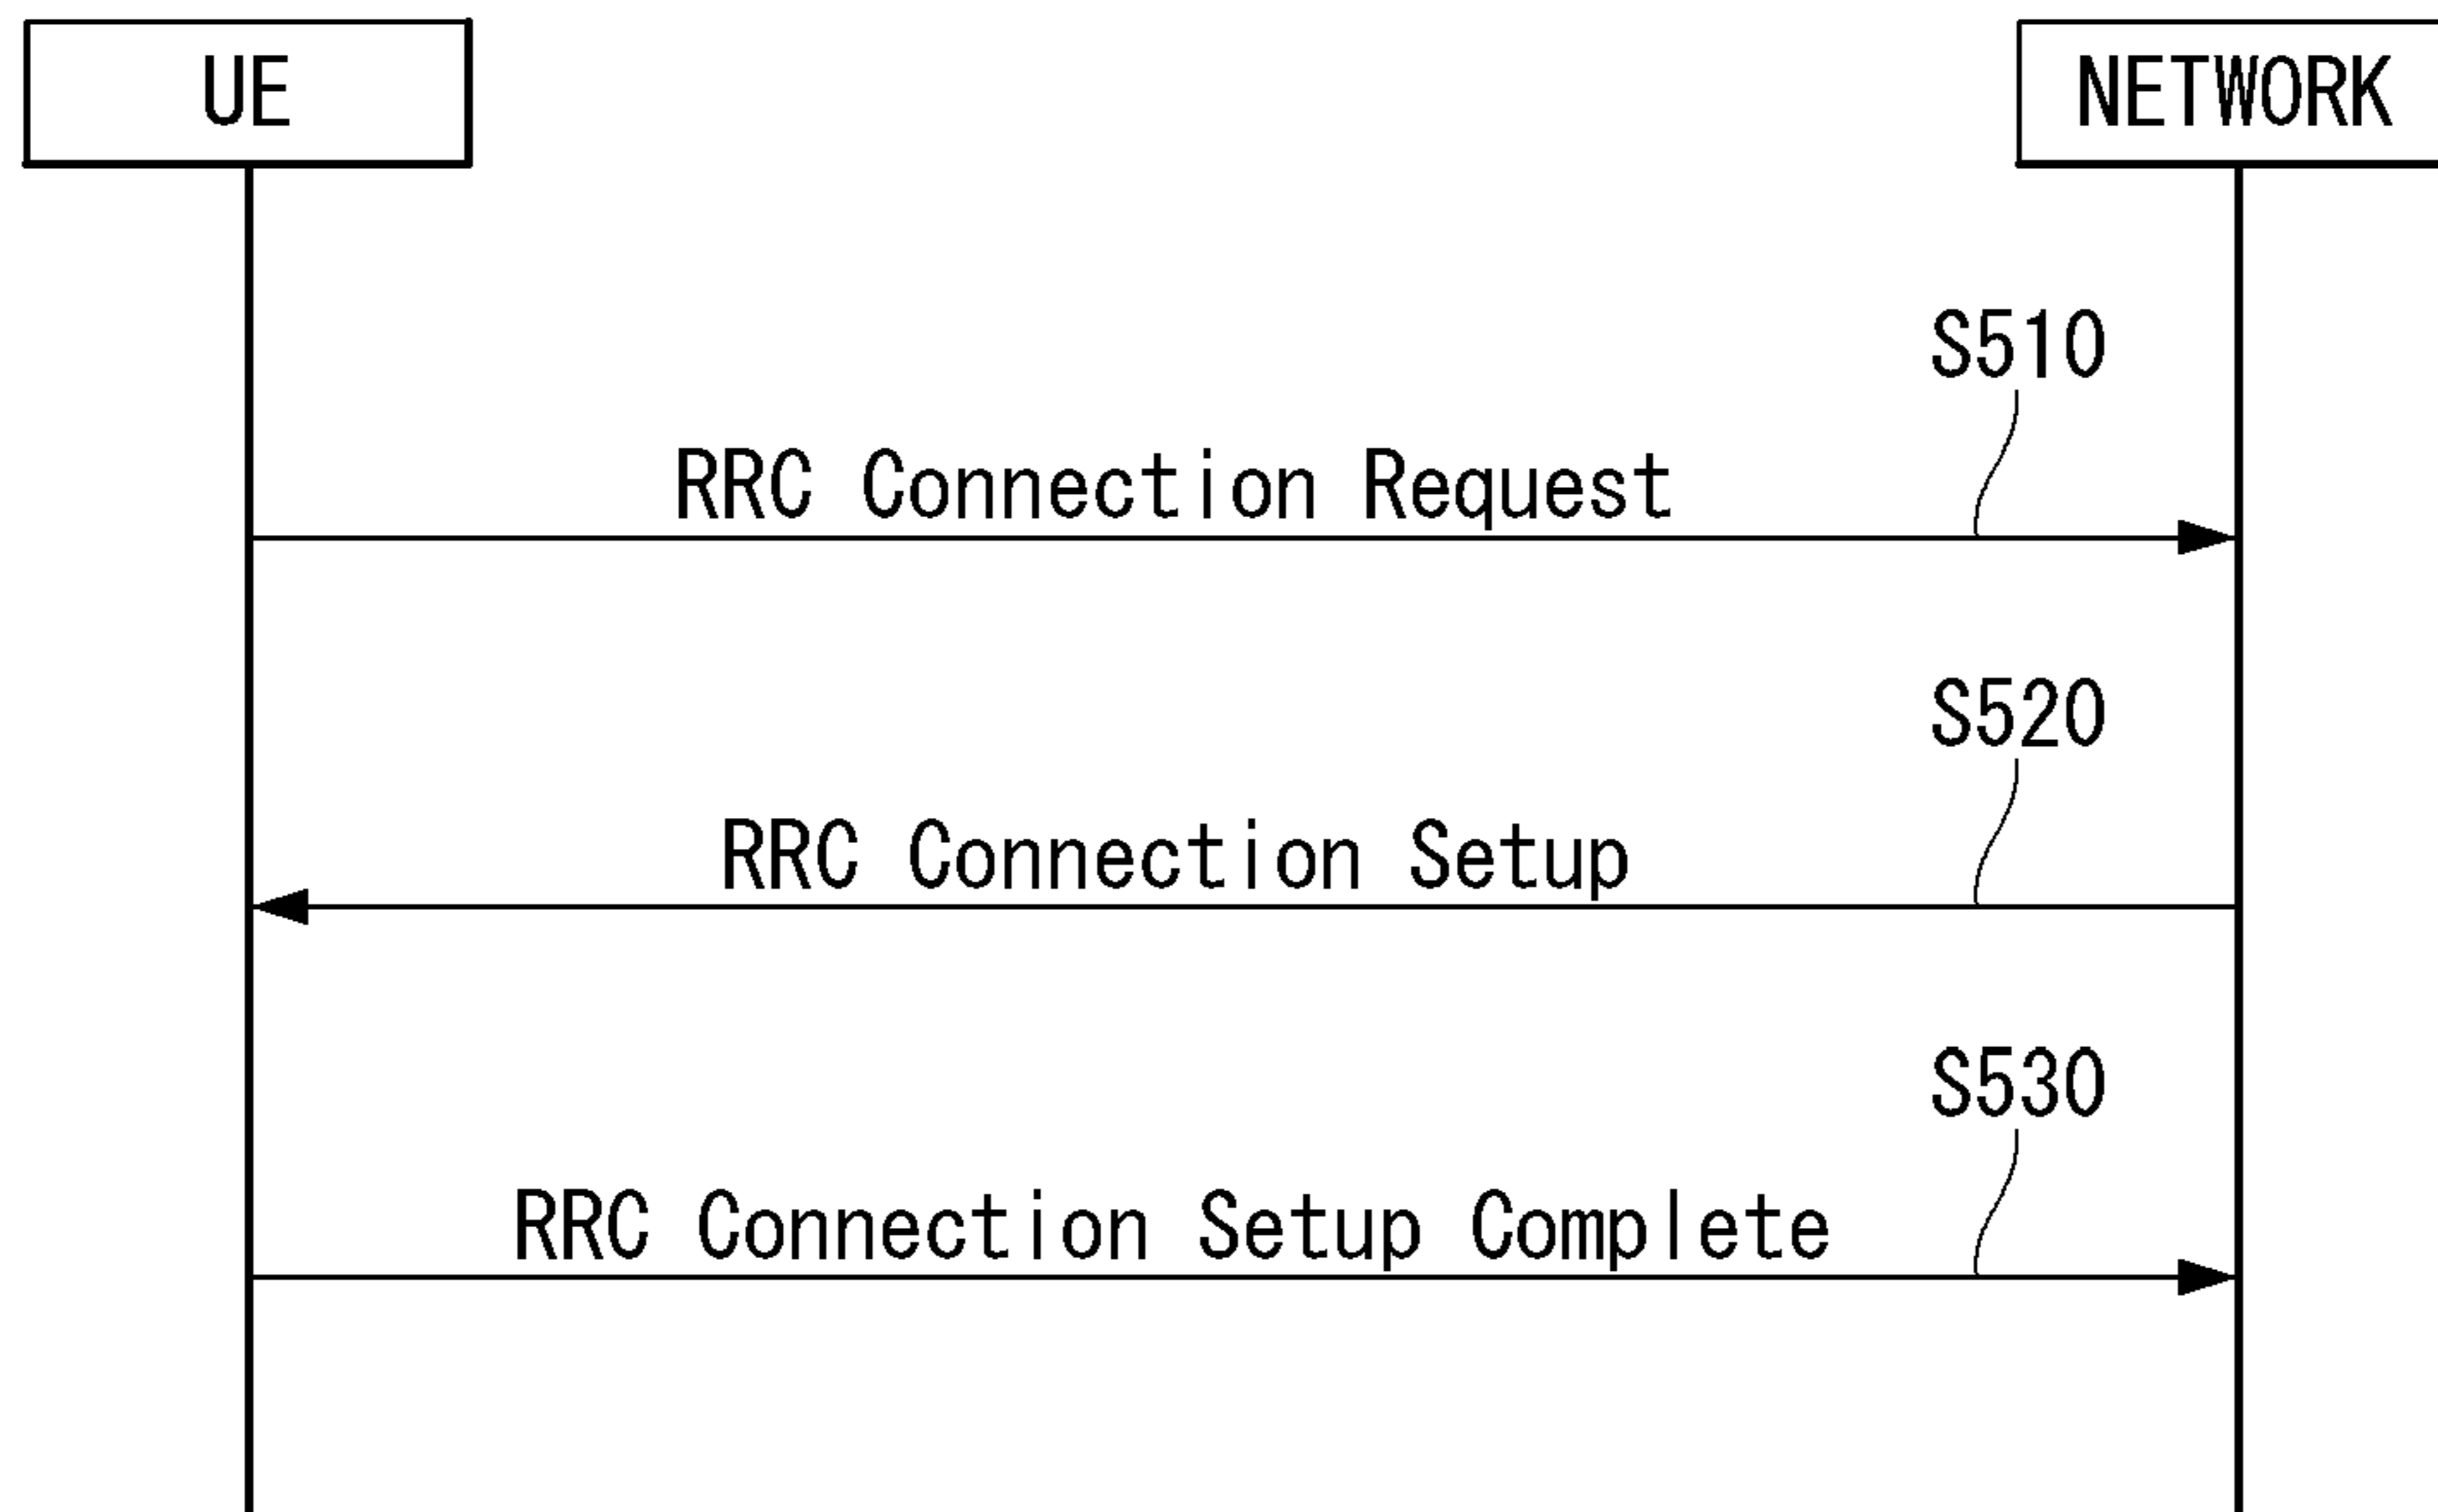 UE
NETWORK
S510
RRC Connection Request
S520
RRC Connection Setup
S530
RRC Connection Setup Complete